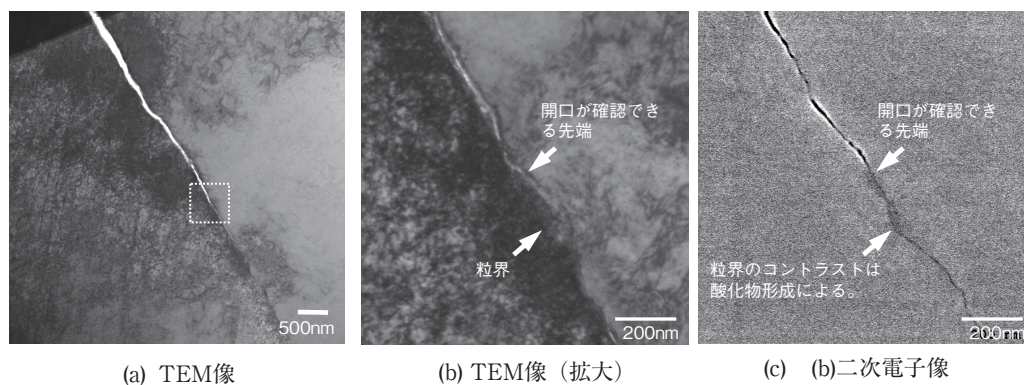 開口が確認でき
る先端
粒界
開口が確認でき
る先端
粒界のコントラストは
酸化物形成による。
500nm
200nm
200nm
(a) TEM像
(b) TEM像（拡大）
(c) (b)二次電子像